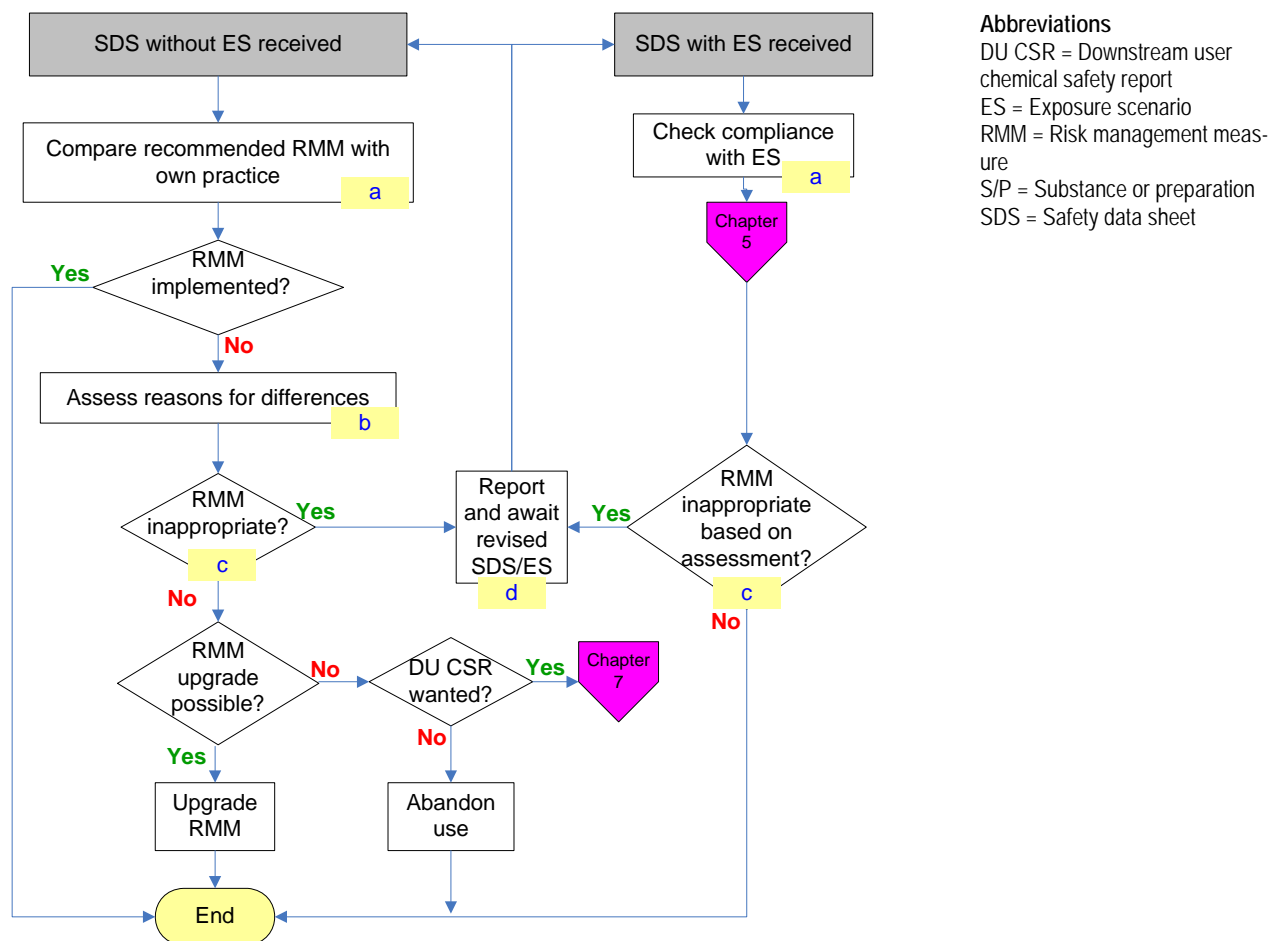 SDS without ES received
SDS with ES received
Compare recommended RMM with
own practice
a
Check compliance
with ES
a
Chapter
5
RMM
implemented?
Yes
No
Assess reasons for differences
b
RMM
inappropriate?
c
Yes
No
Report
and await
revised
SDS/ES
d
Yes
RMM
inappropriate
based on
assessment?
c
No
RMM
upgrade
possible?
No
Yes
DU CSR
wanted?
Yes
No
Chapter
7
Upgrade
RMM
Abandon
use
End
Abbreviations
DU CSR = Downstream user
chemical safety report
ES = Exposure scenario
RMM = Risk management meas-
ure
S/P = Substance or preparation
SDS = Safety data sheet